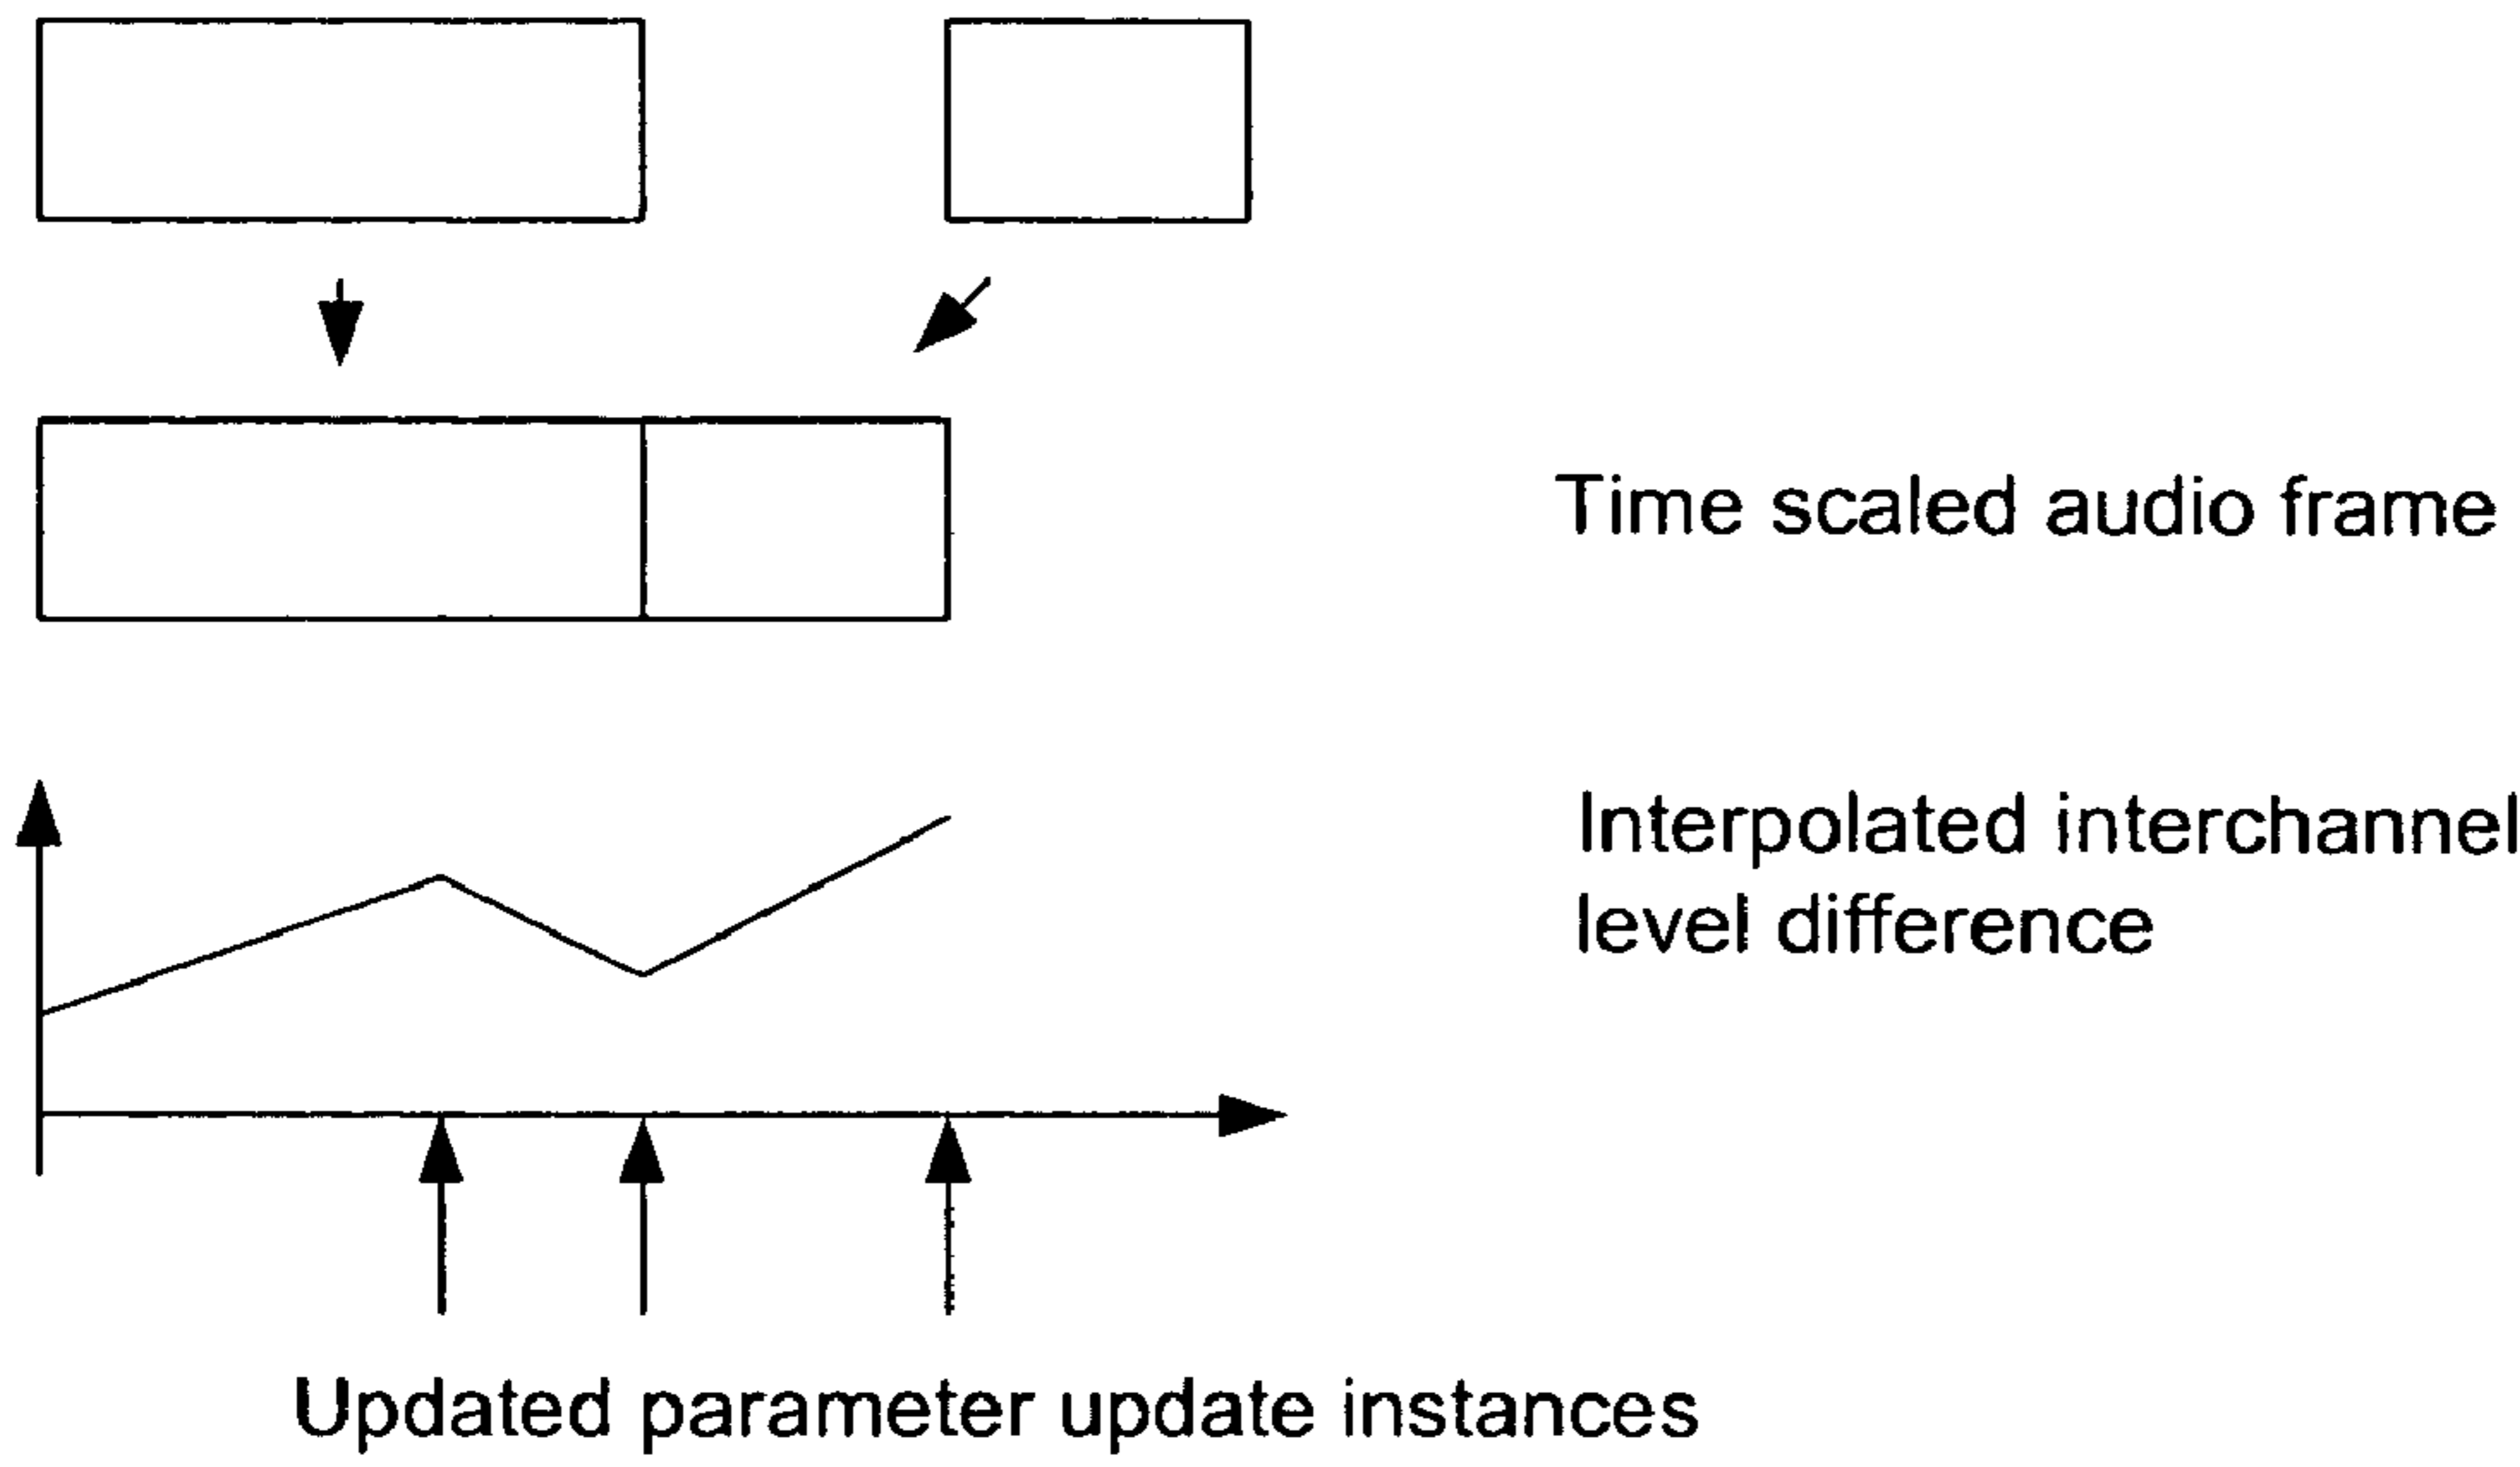 Time scaled audio frame
Interpolated interchannel
level difference
Updated parameter update instances